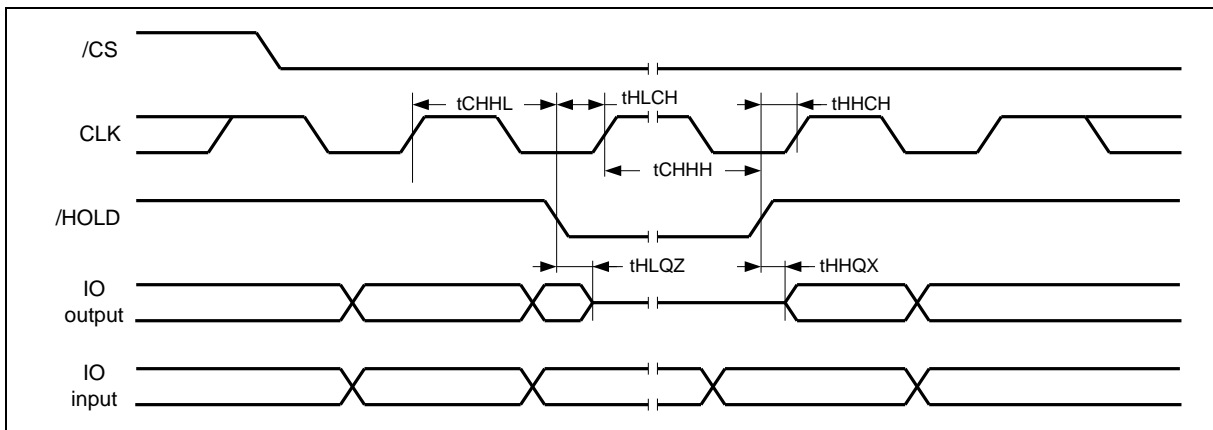 /CS
tCHHL
tHLCH
tHHCH
CLK
tCHHH
/HOLD
tHLQZ
tHHQX
IO
output
IO
input